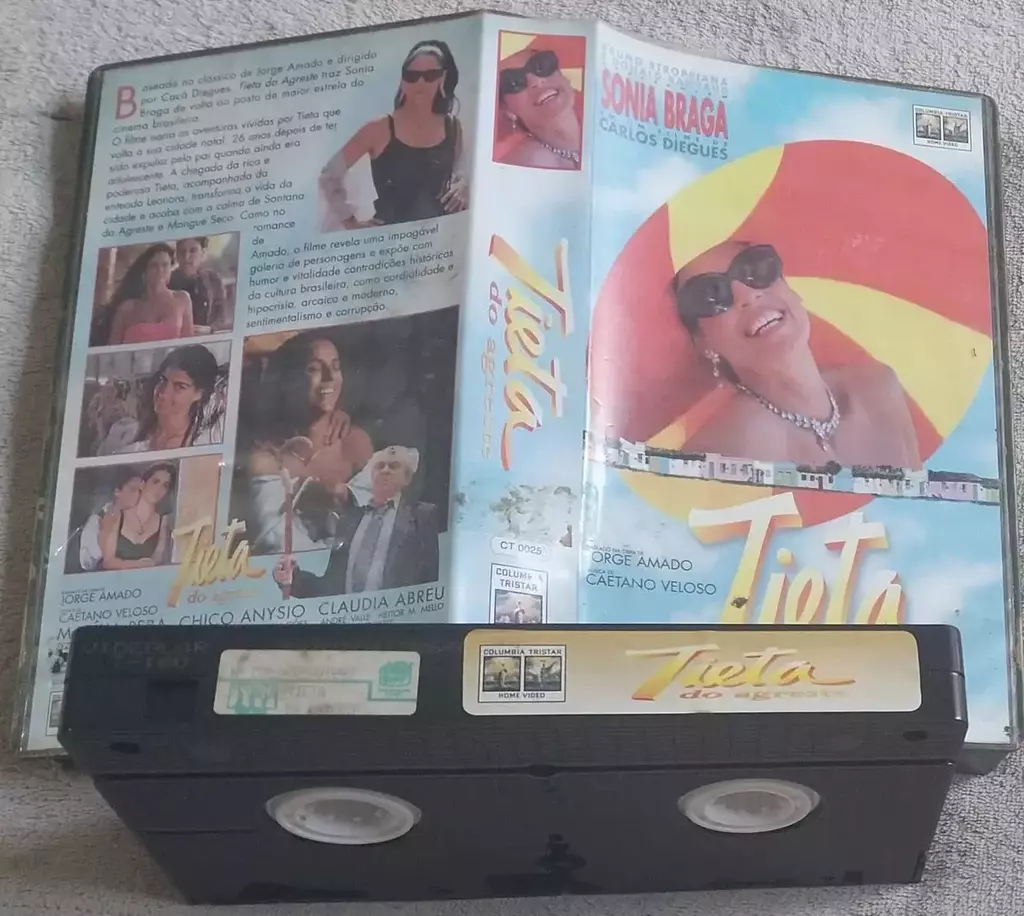 Baseado no clássico de Jorge Amado e dirigido
por Cacá Diegues, Tieta do Agreste traz Sonia
Braga de volta ao posto de maior estrela do
cinema brasileiro.
O filme narra as aventuras vividas por Tieta que
volta à sua cidade natal, 26 anos depois de ter
sido expulsa pelo pai quando ainda era
adolescente. A chegada da rica e
poderosa Tieta, acompanhada da
enteada Leonora, transforma a vida da
cidade e acaba com a calma de Santana
do Agreste e Mangue Seco. Como no
romance
de
Amado, o filme revela uma impagável
galeria de personagens e expõe com
humor e vitalidade contradições históricas
da cultura brasileira, como cordialidade e
hipocrisia, arcaico e moderno,
sentimentalismo e corrupção.
Tieta
do agreste
JORGE AMADO
CAETANO VELOSO
CHICO ANYSIO CLAUDIA ABREU
ANDRÉ VALLI HEITOR M. MELLO
Tieta
do agreste
CT 0025
COLUMBIA
TRISTAR
SONIA BRAGA
CARLOS DIEGUES
COLUMBIA TRISTAR
HOME VIDEO
JORGE AMADO
MÚSICA DE
CAETANO VELOSO
Tieta
COLUMBIA TRISTAR
HOME VIDEO
Tieta
do agreste